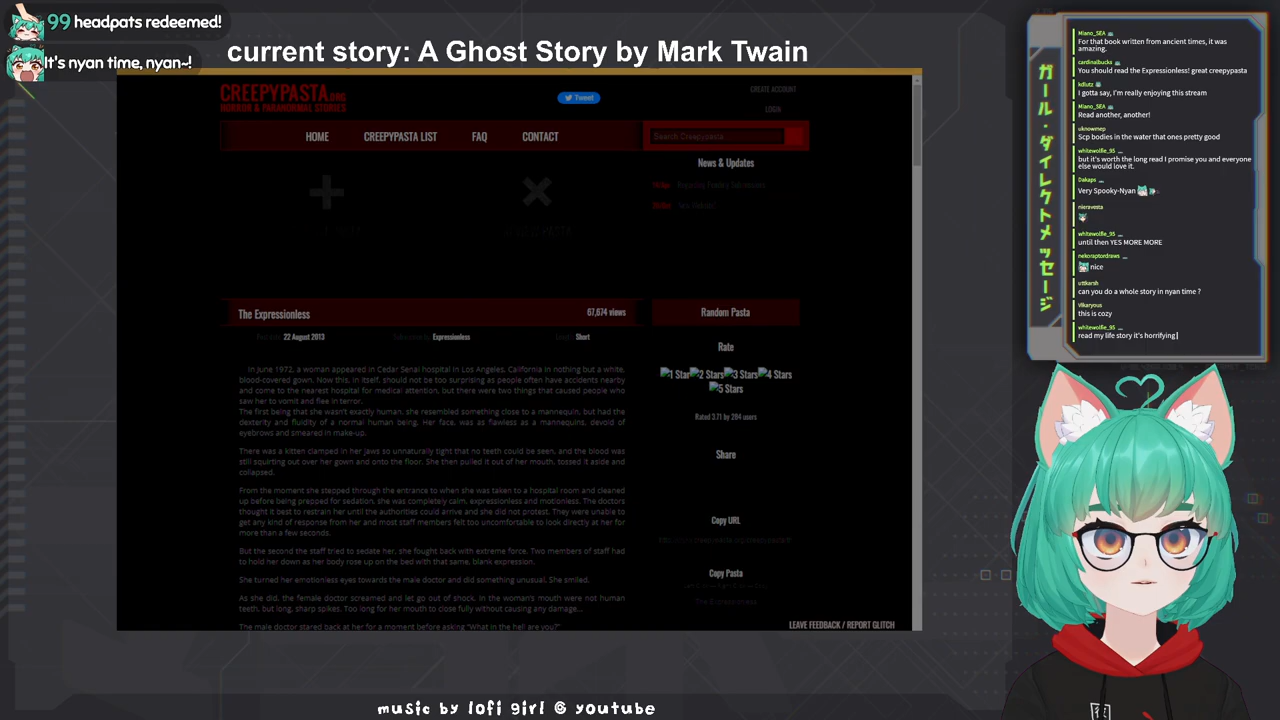 99 headpats redeemed!
It's nyan time, nyan~!
current story: A Ghost Story by Mark Twain
CREEPYPASTA.ORG
HORROR & PARANORMAL STORIES
Tweet
CREATE ACCOUNT
LOGIN
HOME CREEPYPASTA LIST FAQ CONTACT
Search Creepypasta
News & Updates
The Expressionless 67,674 views
22 August 2013 Expressionless Short
In June 1972, a woman appeared in Cedar Senai hospital in Los Angeles, California in nothing but a white,
blood-covered gown. Now this, in itself, should not be too surprising as people often have accidents nearby
and come to the nearest hospital for medical attention, but there were two things that caused people who
saw her to vomit and flee in terror.
The first being that she wasn't exactly human, she resembled something close to a mannequin, but had the
dexterity and fluidity of a normal human being. Her face, was as flawless as a mannequins, devoid of
eyebrows and smeared in make-up.
There was a kitten clamped in her jaws so unnaturally tight that no teeth could be seen, and the blood was
still squirting out over her gown and onto the floor. She then pulled it out of her mouth, tossed it aside and
collapsed.
From the moment she stepped through the entrance to when she was taken to a hospital room and cleaned
up before being prepped for sedation, she was completely calm, expressionless and motionless. The doctors
thought it best to restrain her until the authorities could arrive and she did not protest. They were unable to
get any kind of response from her and most staff members felt too uncomfortable to look directly at her for
more than a few seconds.
But the second the staff tried to sedate her, she fought back with extreme force. Two members of staff had
to hold her down as her body rose up on the bed with that same, blank expression.
She turned her emotionless eyes towards the male doctor and did something unusual. She smiled.
As she did, the female doctor screamed and let go out of shock. In the woman's mouth were not human
teeth, but long, sharp spikes. Too long for her mouth to close fully without causing any damage...
The male doctor stared back at her for a moment before asking "What in the hell are you?"
Random Pasta
Rate
1 Star 2 Stars 3 Stars 4 Stars
5 Stars
Rated 3.71 by 284 users
Share
Copy URL
Copy Pasta
The Expressionless
LEAVE FEEDBACK / REPORT GLITCH
ガール・ダイレクトメッセージ
Miano_SEA
For that book written from ancient times, it was
amazing.
cardinalbucks
You should read the Expressionless! great creepypasta
kdlutz
I gotta say, I'm really enjoying this stream
Miano_SEA
Read another, another!
uknowmep
Scp bodies in the water that ones pretty good
whitewolfie_95
but it's worth the long read I promise you and everyone
else would love it.
Dakaps
Very Spooky-Nyan
nieravesta
whitewolfie_95
until then YES MORE MORE
nekoraptordraws
nice
uttkarsh
can you do a whole story in nyan time ?
Vikaryous
this is cozy
whitewolfie_95
read my life story it's horrifying
music by lofi girl @ youtube